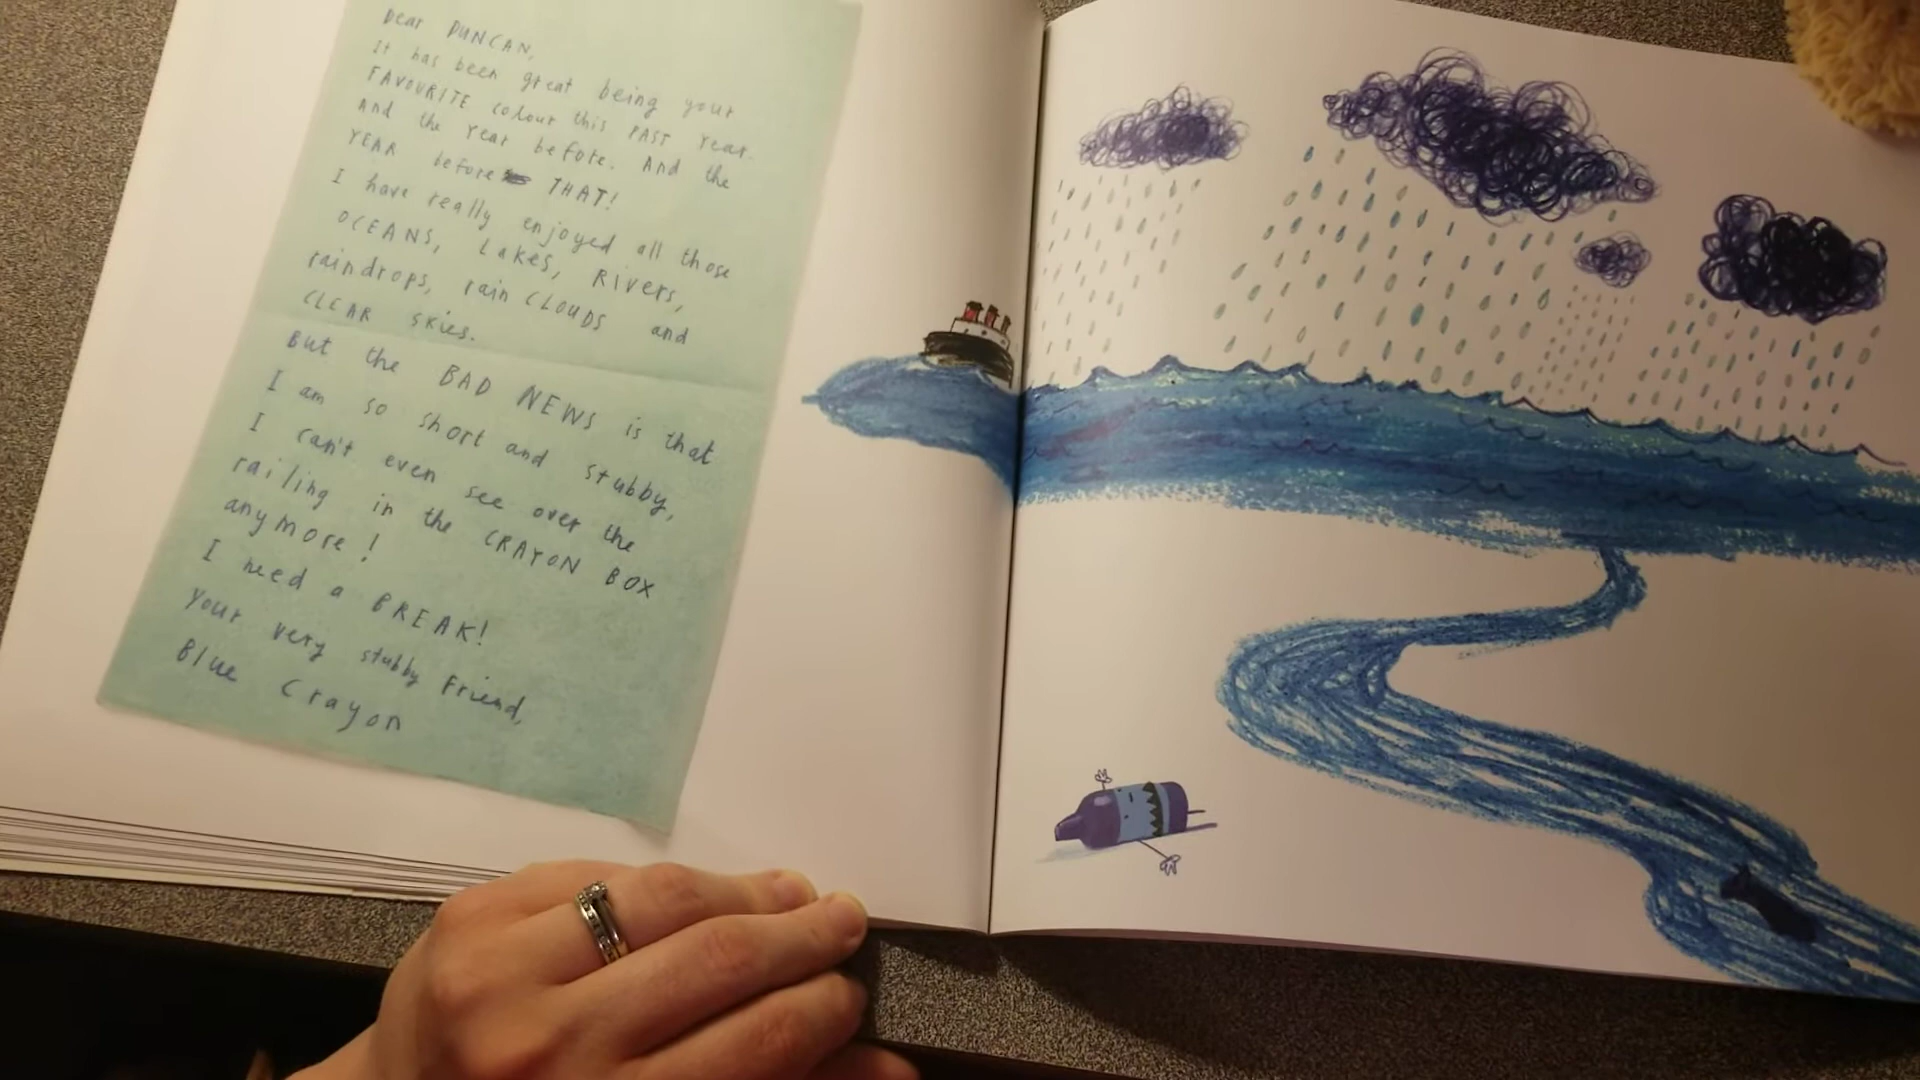 Dear DUNCAN,
It has been great being your
FAVOURITE colour this PAST Year.
And the Year before. And the
YEAR before THAT!
I have really enjoyed all those
OCEANS, Lakes, Rivers,
raindrops, rain CLOUDS and
CLEAR skies.
But the BAD NEWS is that
I am so short and stubby,
I can't even see over the
railing in the CRAYON BOX
anymore!
I need a BREAK!
Your very stubby Friend,
Blue Crayon